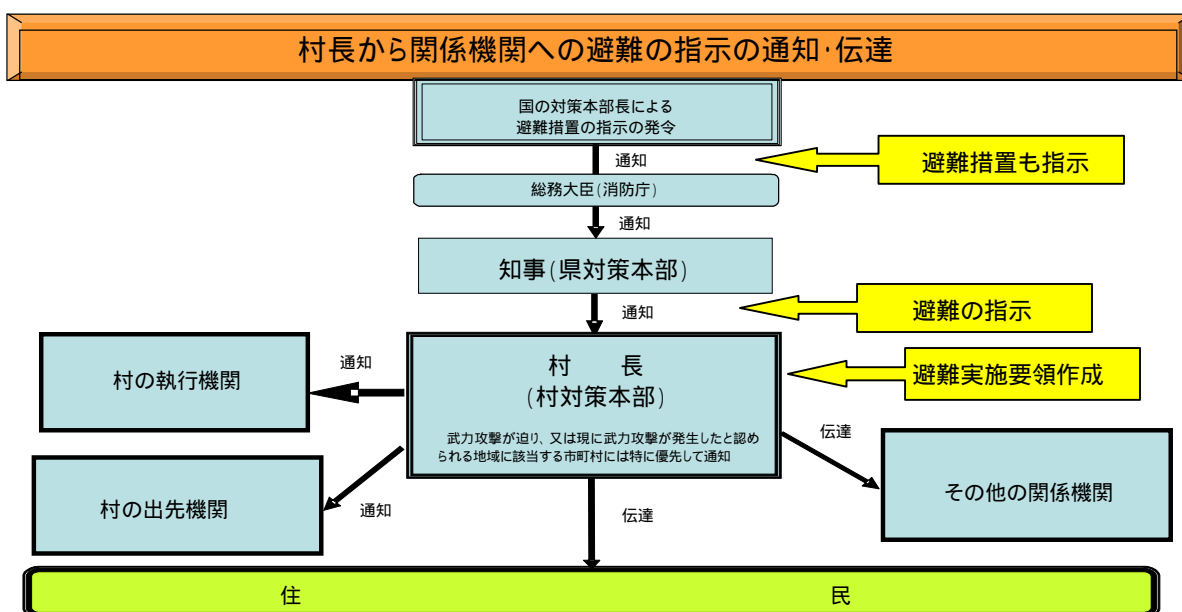 村長から関係機関への避難の指示の通知･伝達
国の対策本部長による
避難措置の指示の発令
通知
避難措置も指示
総務大臣(消防庁)
通知
知事(県対策本部)
通知
避難の指示
村の執行機関
通知
村　　長
(村対策本部)
武力攻撃が迫り、又は現に武力攻撃が発生したと認め
られる地域に該当する市町村には特に優先して通知
避難実施要領作成
伝達
村の出先機関
通知
伝達
その他の関係機関
住　　民